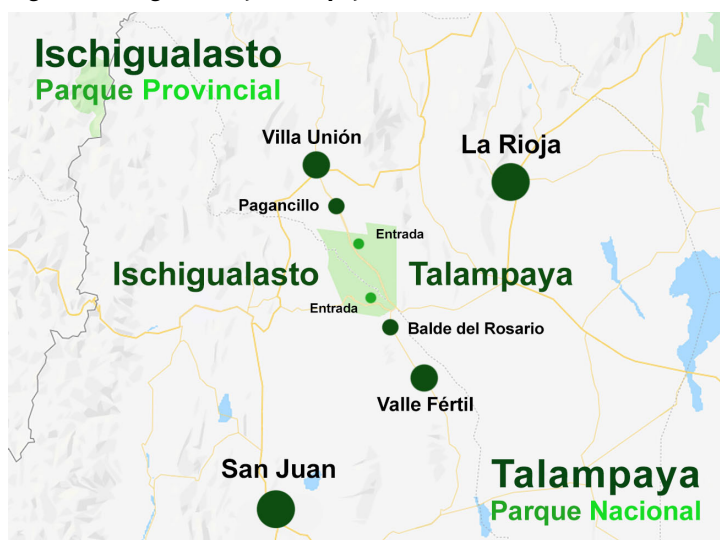 Ischigualasto
Parque Provincial
Villa Unión
La Rioja
Pagancillo
Entrada
Ischigualasto
Talampaya
Entrada
Balde del Rosario
Valle Fértil
San Juan
Talampaya
Parque Nacional